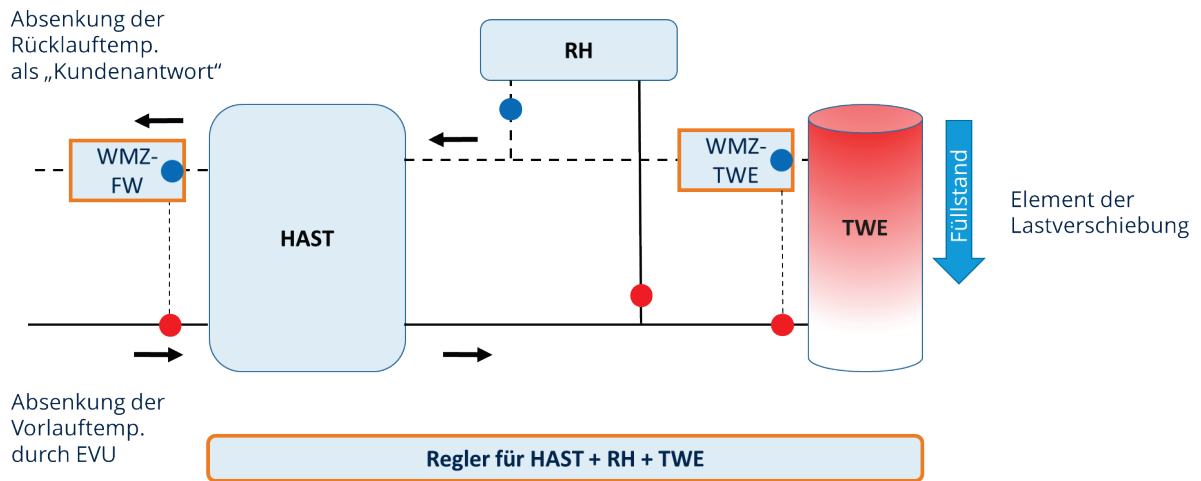 Absenkung der
Rücklauftemp.
als „Kundenantwort“
RH
WMZ-
FW
WMZ-
TWE
HAST
TWE
Füllstand
Element der
Lastverschiebung
Absenkung der
Vorlauftemp.
durch EVU
Regler für HAST + RH + TWE